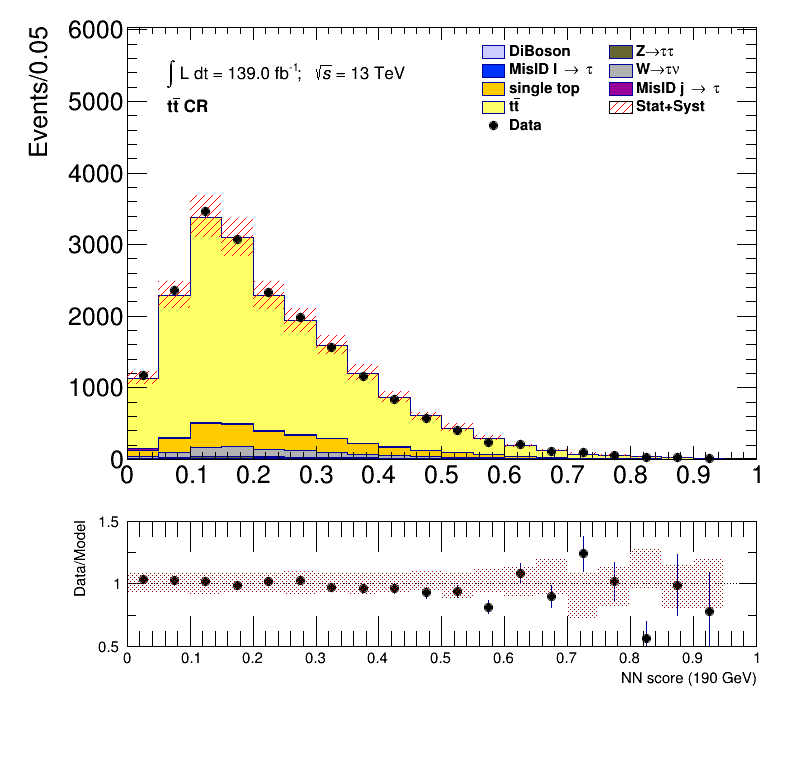 Events/0.05
6000
5000
4000
3000
2000
1000
0
∫ L dt = 139.0 fb⁻¹; √s = 13 TeV
tt̄ CR
DiBoson
MisID l → τ
single top
tt̄
Data
Z→ττ
W→τν
MisID j → τ
Stat+Syst
0 0.1 0.2 0.3 0.4 0.5 0.6 0.7 0.8 0.9 1
Data/Model
1.5
1
0.5
0 0.1 0.2 0.3 0.4 0.5 0.6 0.7 0.8 0.9 1
NN score (190 GeV)